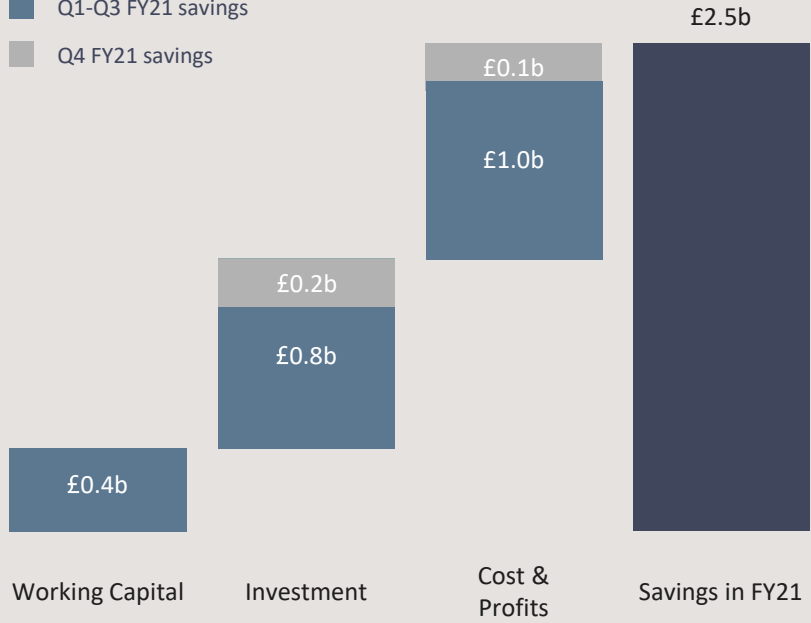 Q1-Q3 FY21 savings
Q4 FY21 savings
£2.5b
£0.1b
£1.0b
£0.2b
£0.8b
£0.4b
Working Capital
Investment
Cost &
Profits
Savings in FY21